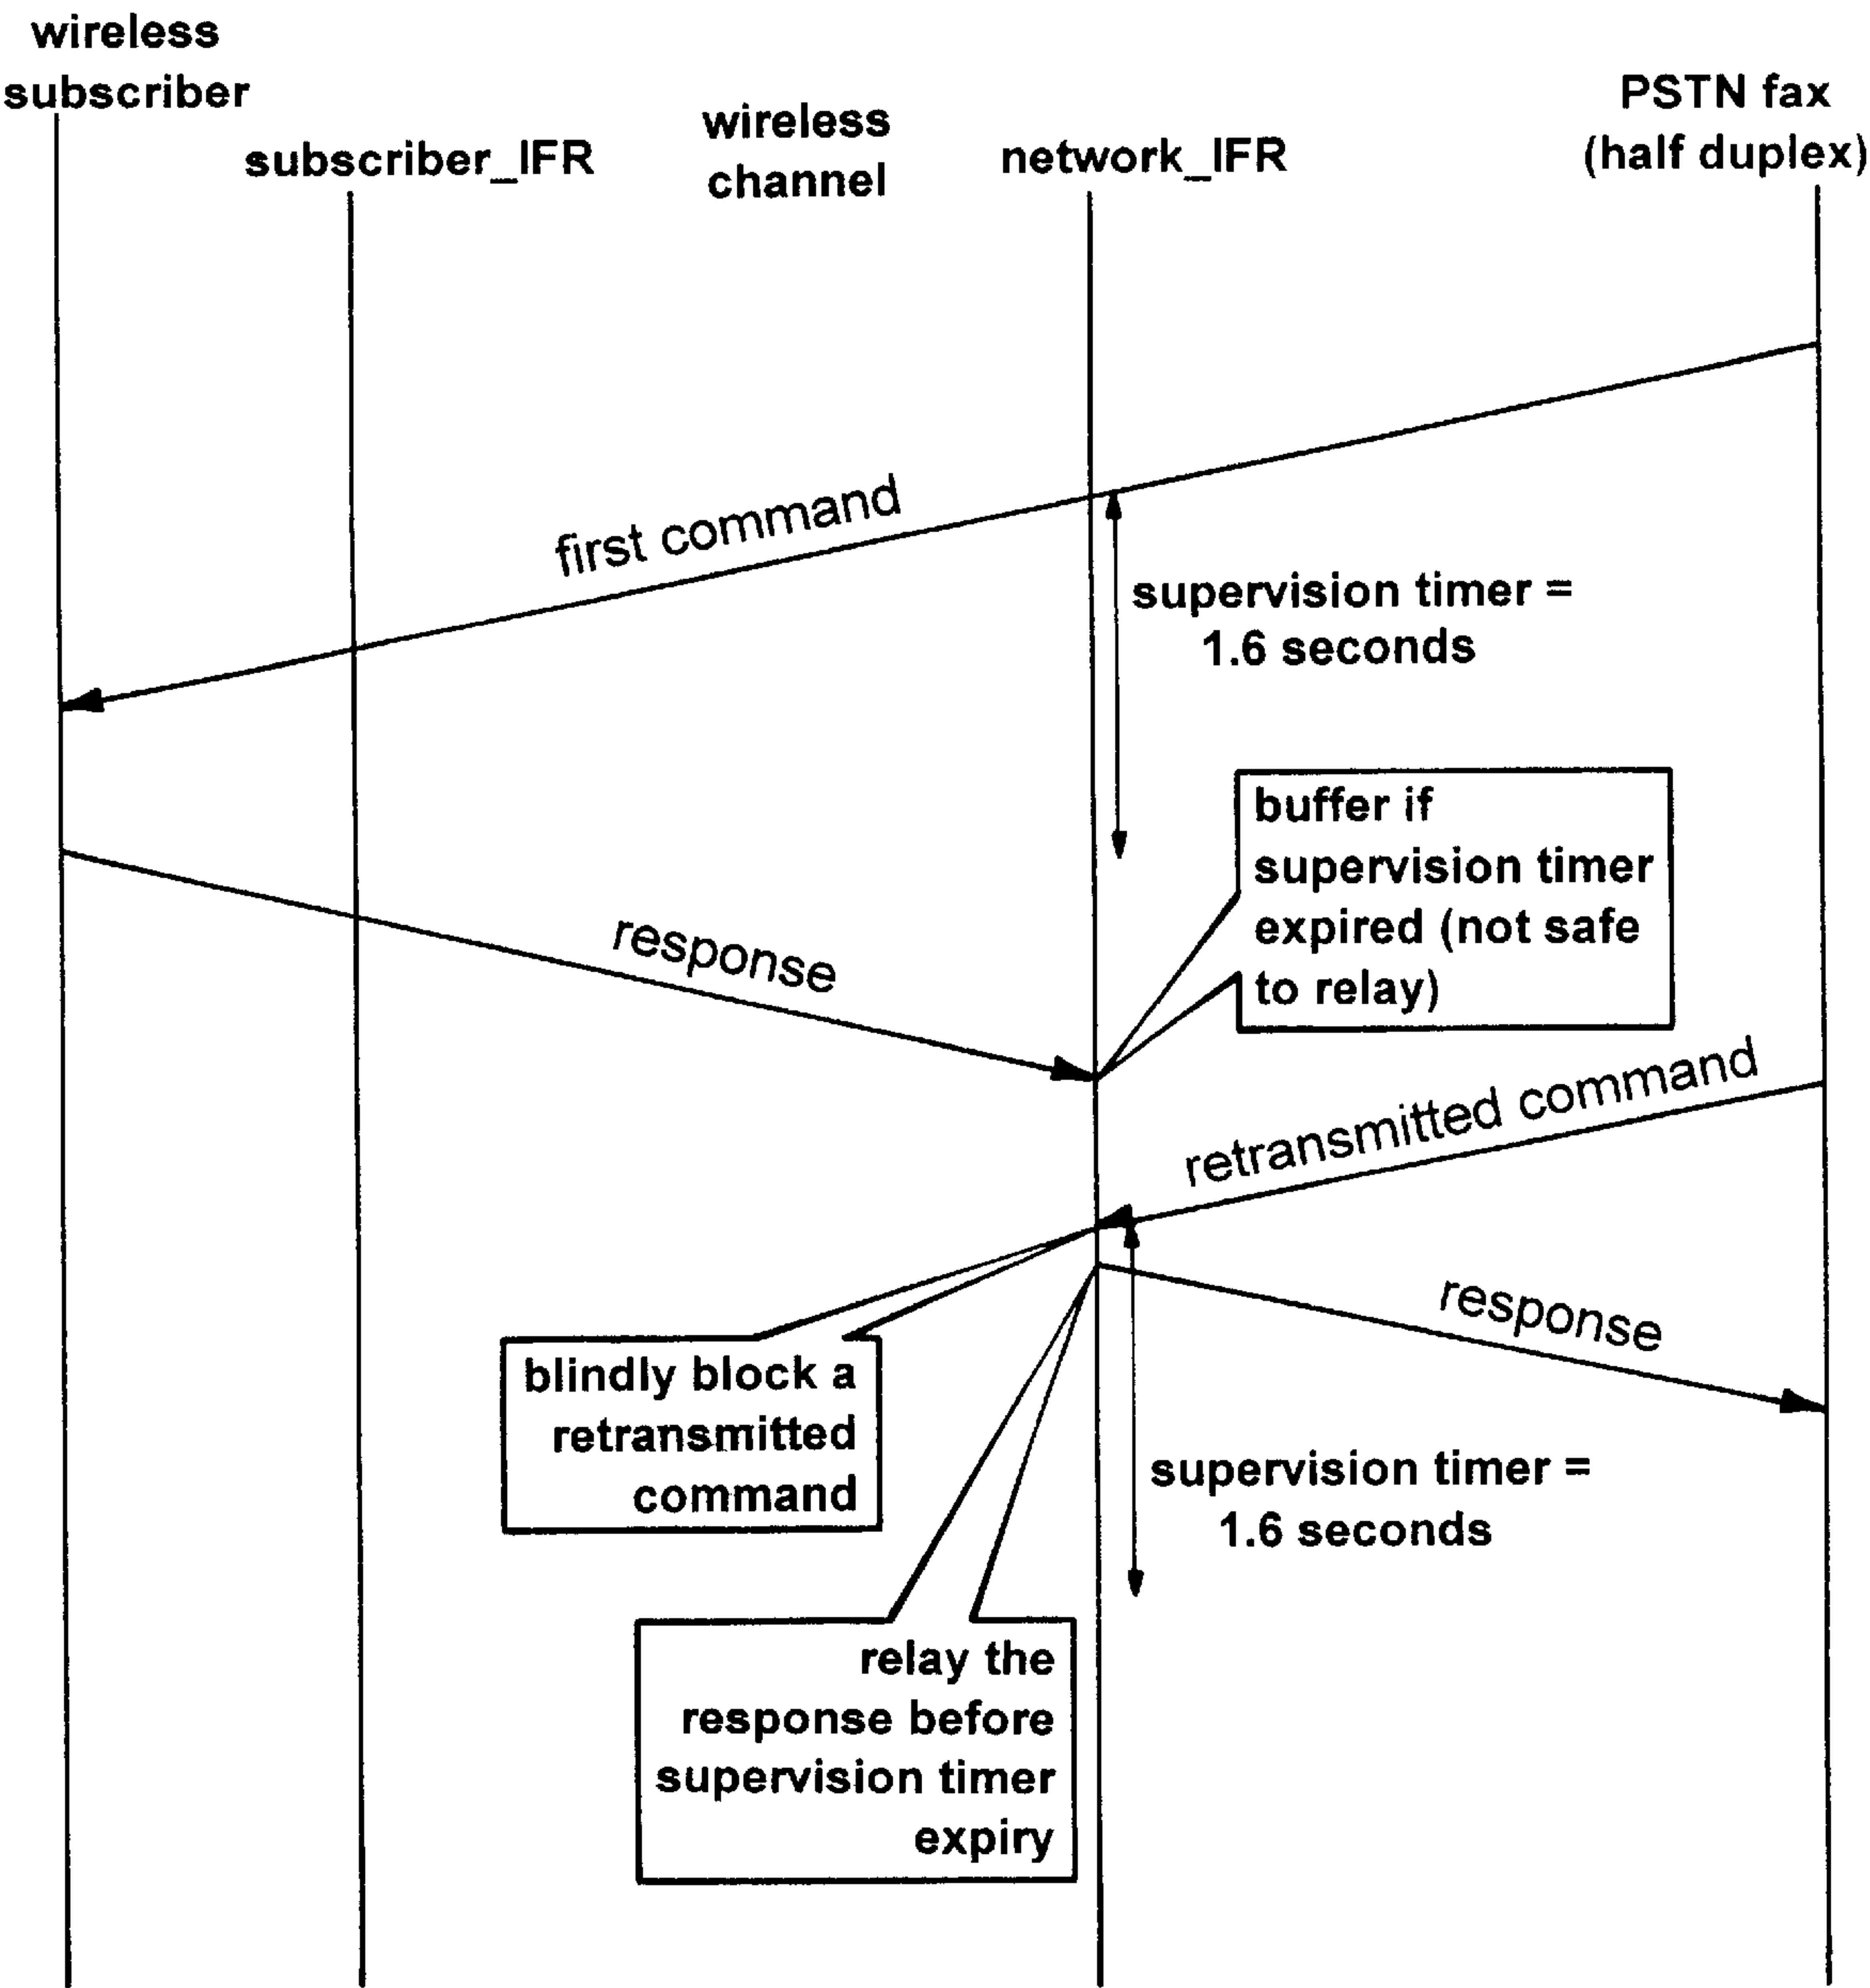 wireless
subscriber
subscriber_IFR
wireless
channel
network_IFR
PSTN fax
(half duplex)
first command
supervision timer =
1.6 seconds
buffer if
supervision timer
expired (not safe
to relay)
response
retransmitted command
response
blindly block a
retransmitted
command
supervision timer =
1.6 seconds
relay the
response before
supervision timer
expiry